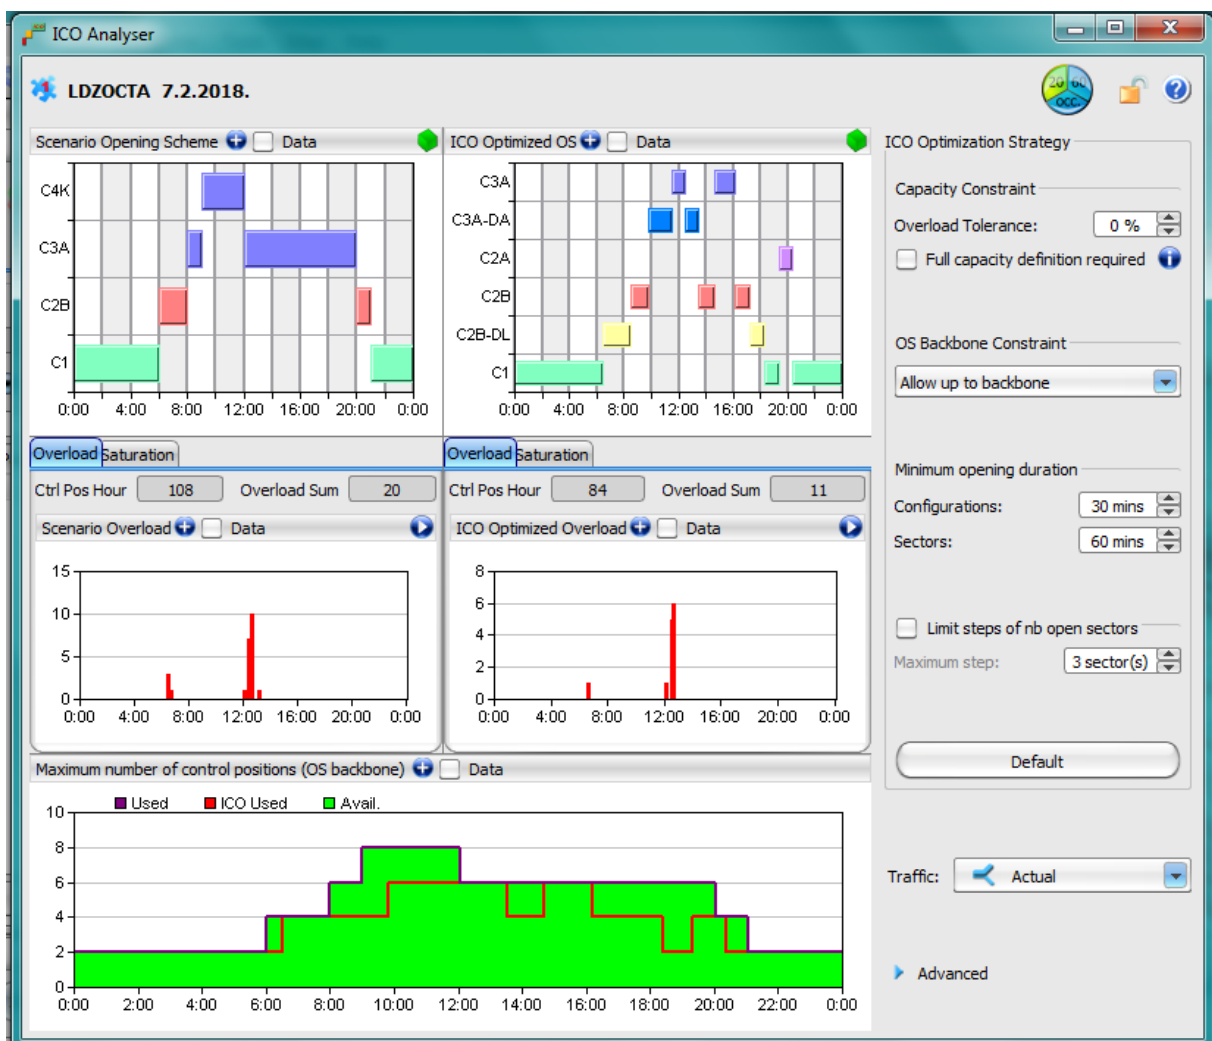 ICO Analyser
LDZOCTA 7.2.2018.
20 60
OCC.
Scenario Opening Scheme Data
C4K
C3A
C2B
C1
0:00 4:00 8:00 12:00 16:00 20:00 0:00
ICO Optimized OS Data
C3A
C3A-DA
C2A
C2B
C2B-DL
C1
0:00 4:00 8:00 12:00 16:00 20:00 0:00
Overload Saturation
Ctrl Pos Hour 108 Overload Sum 20
Scenario Overload Data
15
10
5
0
0:00 4:00 8:00 12:00 16:00 20:00 0:00
Overload Saturation
Ctrl Pos Hour 84 Overload Sum 11
ICO Optimized Overload Data
8
6
4
2
0
0:00 4:00 8:00 12:00 16:00 20:00 0:00
Maximum number of control positions (OS backbone) Data
Used ICO Used Avail.
10
8
6
4
2
0
0:00 2:00 4:00 6:00 8:00 10:00 12:00 14:00 16:00 18:00 20:00 22:00 0:00
ICO Optimization Strategy
Capacity Constraint
Overload Tolerance: 0 %
Full capacity definition required
OS Backbone Constraint
Allow up to backbone
Minimum opening duration
Configurations: 30 mins
Sectors: 60 mins
Limit steps of nb open sectors
Maximum step: 3 sector(s)
Default
Traffic: Actual
Advanced